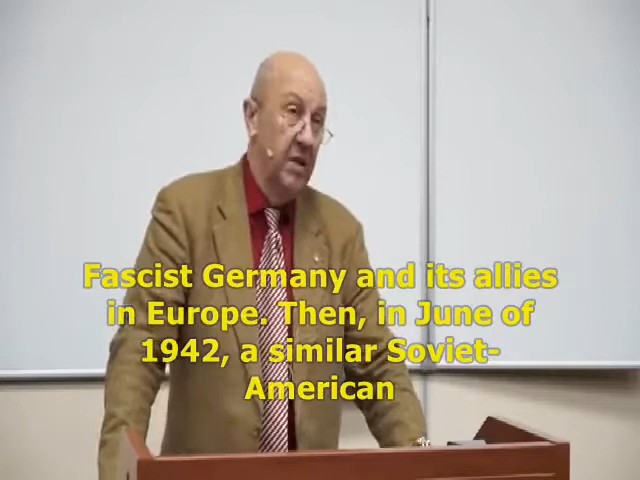 Fascist Germany and its allies
in Europe. Then, in June of
1942, a similar Soviet-
American